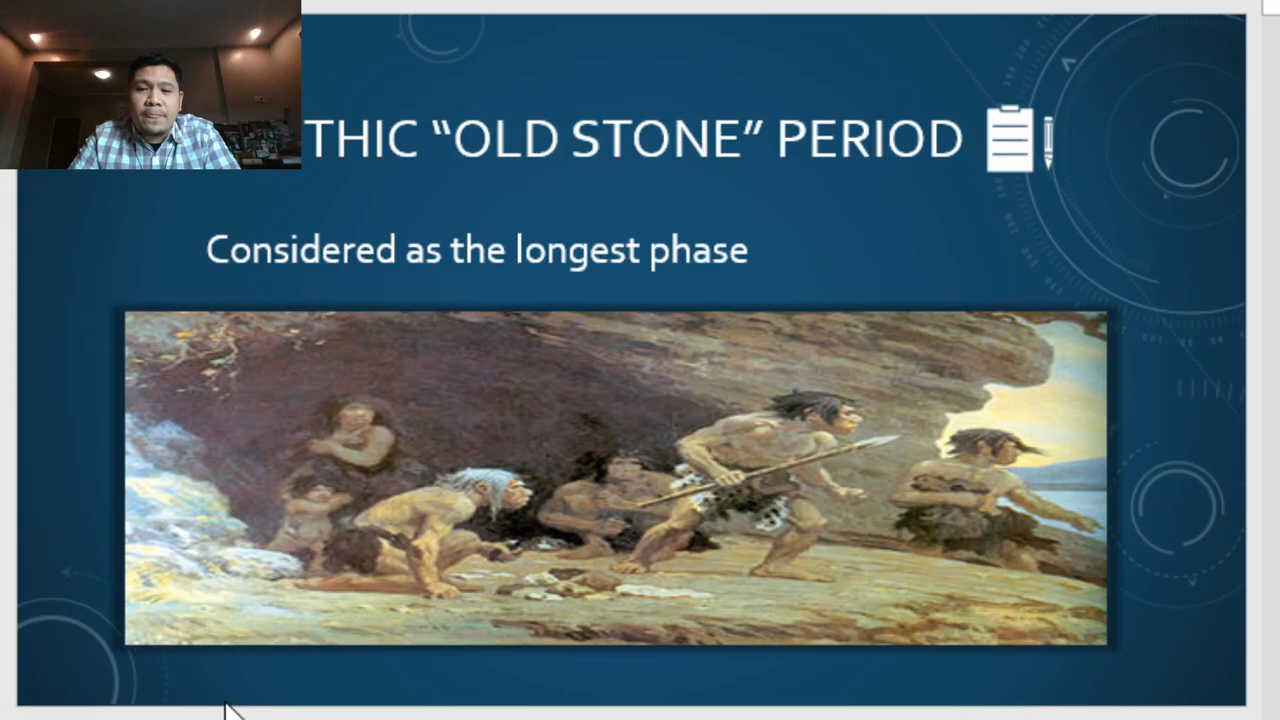 THIC “OLD STONE” PERIOD
Considered as the longest phase